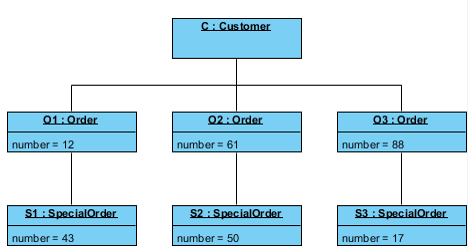 C : Customer
O1 : Order
O2 : Order
O3 : Order
number = 12
number = 61
number = 88
S1 : SpecialOrder
S2 : SpecialOrder
S3 : SpecialOrder
number = 43
number = 50
number = 17